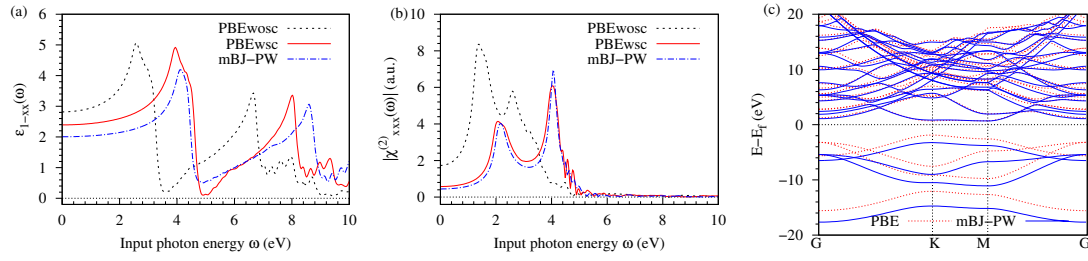 (a)
PBEwosc
PBEwsc
mBJ-PW
ε1-xx(ω)
6
5
4
3
2
1
0
0 2 4 6 8 10
Input photon energy ω (eV)
(b)
PBEwosc
PBEwsc
mBJ-PW
|χ(2)xxx(ω)| (a.u.)
10
8
6
4
2
0
0 2 4 6 8 10
Input photon energy ω (eV)
(c)
E-Ef (eV)
20
10
0
-10
-20
PBE mBJ-PW
G K M G